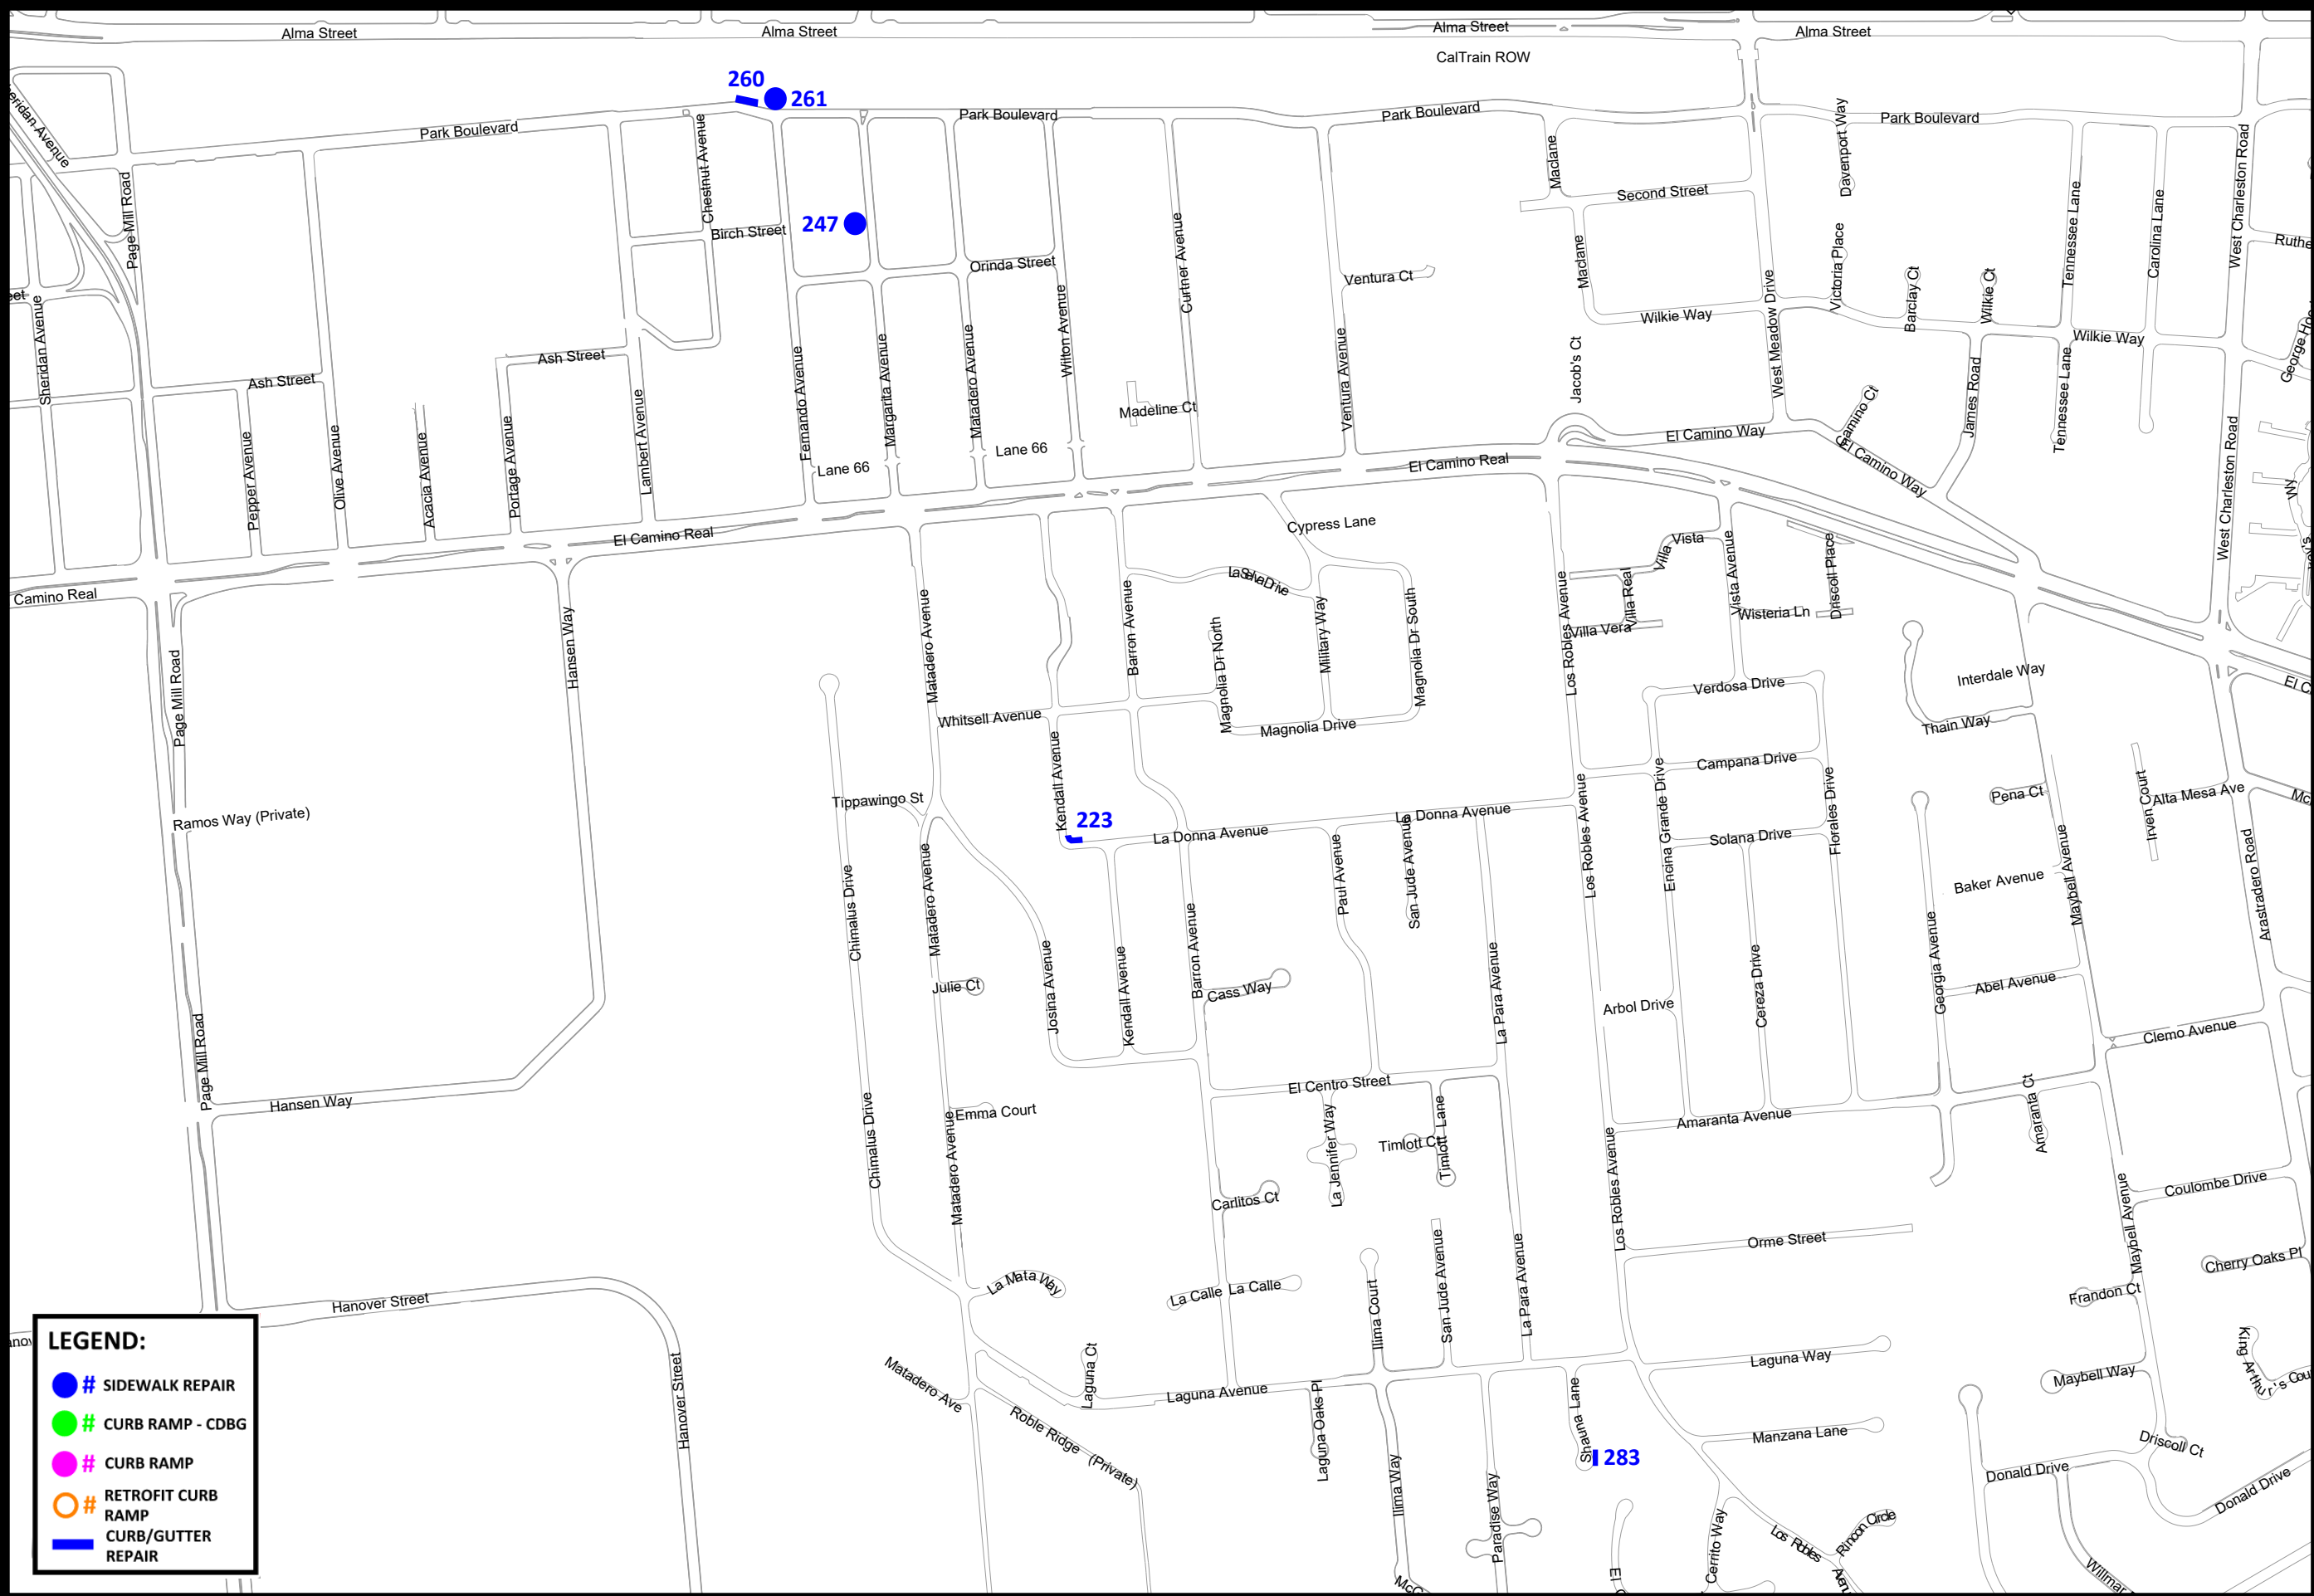 Alma Street
Alma Street
Alma Street
Alma Street
CalTrain ROW
260
261
Park Boulevard
Park Boulevard
Park Boulevard
Park Boulevard
Page Mill Road
Chestnut Avenue
Maclane
Davenport Way
Second Street
West Charleston Road
Tennessee Lane
Carolina Lane
247
Birch Street
Orinda Street
Curtner Avenue
Ventura Ct
Maclane
Victoria Place
Barclay Ct
Wilkie Ct
Wilkie Way
Wilkie Way
Sheridan Avenue
Ash Street
Ash Street
Fernando Avenue
Margarita Avenue
Matadero Avenue
Wilton Avenue
Madeline Ct
Ventura Avenue
Jacob's Ct
West Meadow Drive
El Camino Way
Camino Ct
El Camino Way
James Road
Tennessee Lane
West Charleston Road
Pepper Avenue
Olive Avenue
Acacia Avenue
Portage Avenue
Lambert Avenue
Lane 66
Lane 66
El Camino Real
El Camino Real
Camino Real
Cypress Lane
La Selva Drive
Villa Vista
Vista Avenue
Driscoll Place
Villa Real
Villa Vera
Wisteria Ln
Hansen Way
Matadero Avenue
Barron Avenue
Magnolia Dr North
Military Way
Magnolia Dr South
Los Robles Avenue
Page Mill Road
Whitsell Avenue
Magnolia Drive
Verdosa Drive
Interdale Way
Thain Way
Campana Drive
Kendall Avenue
Tippawingo St
Ramos Way (Private)
223
La Donna Avenue
La Donna Avenue
Los Robles Avenue
Encina Grande Drive
Solana Drive
Florales Drive
Pena Ct
Irven Court
Alta Mesa Ave
Chimalus Drive
Matadero Avenue
Paul Avenue
San Jude Avenue
Baker Avenue
Maybell Avenue
Arastradero Road
Julie Ct
Josina Avenue
Kendall Avenue
Barron Avenue
Cass Way
La Para Avenue
Arbol Drive
Cereza Drive
Georgia Avenue
Abel Avenue
Clemo Avenue
Page Mill Road
Hansen Way
Chimalus Drive
Matadero Avenue
Emma Court
El Centro Street
La Jennifer Way
Timlott Ct
Timlott Lane
Amaranta Avenue
Amaranta Ct
Los Robles Avenue
Carlitos Ct
Coulombe Drive
Maybell Avenue
Orme Street
Cherry Oaks Pl
Frandon Ct
La Mata Way
La Calle
La Calle
Ilima Court
San Jude Avenue
La Para Avenue
Hanover Street
Hanover Street
Matadero Ave
Laguna Ct
Laguna Avenue
Laguna Oaks Pl
Laguna Way
Maybell Way
Roble Ridge (Private)
Ilima Way
Paradise Way
Shauna Lane
283
Manzana Lane
Driscoll Ct
Donald Drive
Donald Drive
Cerrito Way
Los Robles
Rincon Circle
LEGEND:
# SIDEWALK REPAIR
# CURB RAMP - CDBG
# CURB RAMP
# RETROFIT CURB
RAMP
CURB/GUTTER
REPAIR